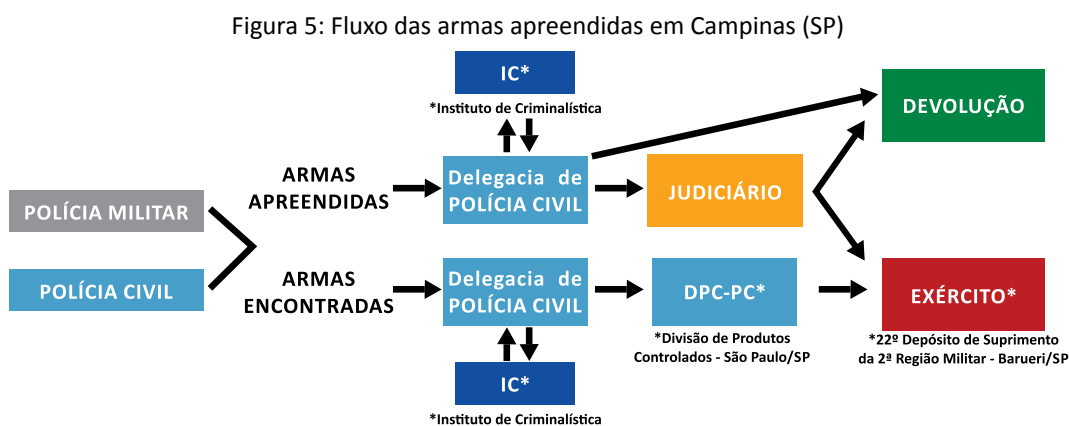 Figura 5: Fluxo das armas apreendidas em Campinas (SP)
IC*
*Instituto de Criminalística
DEVOLUÇÃO
POLÍCIA MILITAR
POLÍCIA CIVIL
ARMAS
APREENDIDAS
Delegacia de
POLÍCIA CIVIL
JUDICIÁRIO
ARMAS
ENCONTRADAS
Delegacia de
POLÍCIA CIVIL
DPC-PC*
*Divisão de Produtos
Controlados - São Paulo/SP
EXÉRCITO*
*22º Depósito de Suprimento
da 2ª Região Militar - Barueri/SP
IC*
*Instituto de Criminalística